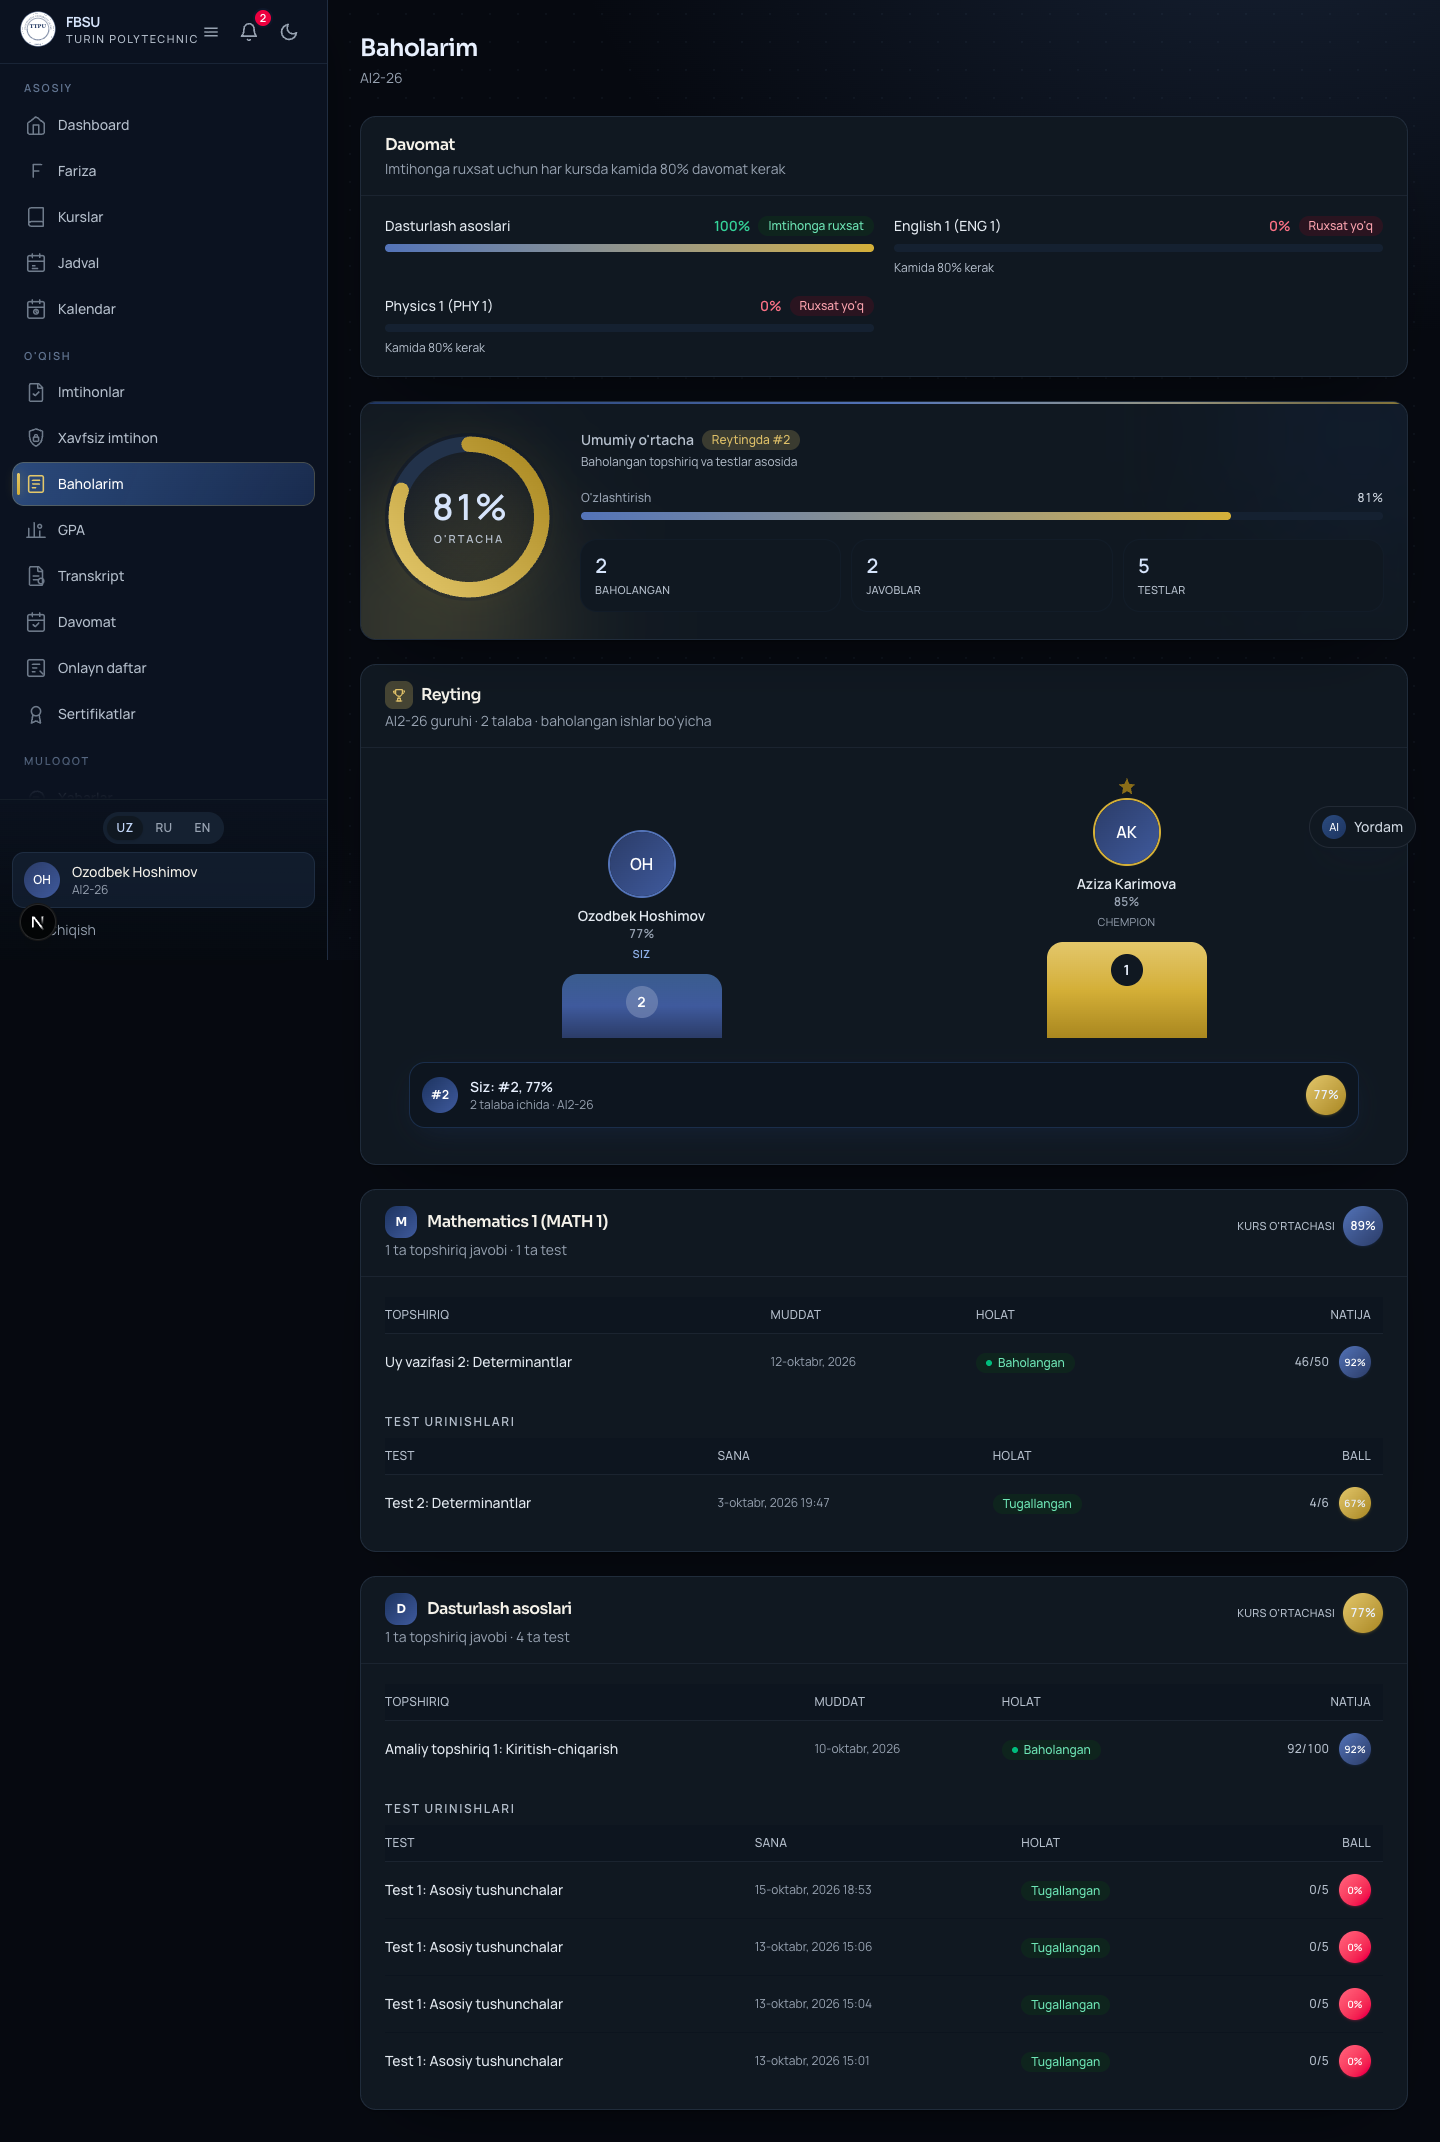 TTPU
FBSU
TURIN POLYTECHNIC
2
ASOSIY
Dashboard
F Fariza
Kurslar
Jadval
Kalendar
O'QISH
Imtihonlar
Xavfsiz imtihon
Baholarim
GPA
Transkript
Davomat
Onlayn daftar
Sertifikatlar
MULOQOT
Xabarlar
UZ RU EN
OH
Ozodbek Hoshimov
AI2-26
N
hiqish
Baholarim
AI2-26
Davomat
Imtihonga ruxsat uchun har kursda kamida 80% davomat kerak
Dasturlash asoslari 100% Imtihonga ruxsat
English 1 (ENG 1) 0% Ruxsat yo'q
Kamida 80% kerak
Physics 1 (PHY 1) 0% Ruxsat yo'q
Kamida 80% kerak
81%
O'RTACHA
Umumiy o'rtacha Reytingda #2
Baholangan topshiriq va testlar asosida
O'zlashtirish 81%
2 2 5
BAHOLANGAN JAVOBLAR TESTLAR
Reyting
AI2-26 guruhi · 2 talaba · baholangan ishlar bo'yicha
OH
Ozodbek Hoshimov
77%
SIZ
2
AK
Aziza Karimova
85%
CHEMPION
1
AI Yordam
#2
Siz: #2, 77%
2 talaba ichida · AI2-26
77%
M Mathematics 1 (MATH 1)
1 ta topshiriq javobi · 1 ta test
KURS O'RTACHASI 89%
TOPSHIRIQ MUDDAT HOLAT NATIJA
Uy vazifasi 2: Determinantlar 12-oktabr, 2026 Baholangan 46/50 92%
TEST URINISHLARI
TEST SANA HOLAT BALL
Test 2: Determinantlar 3-oktabr, 2026 19:47 Tugallangan 4/6 67%
D Dasturlash asoslari
1 ta topshiriq javobi · 4 ta test
KURS O'RTACHASI 77%
TOPSHIRIQ MUDDAT HOLAT NATIJA
Amaliy topshiriq 1: Kiritish-chiqarish 10-oktabr, 2026 Baholangan 92/100 92%
TEST URINISHLARI
TEST SANA HOLAT BALL
Test 1: Asosiy tushunchalar 15-oktabr, 2026 18:53 Tugallangan 0/5 0%
Test 1: Asosiy tushunchalar 13-oktabr, 2026 15:06 Tugallangan 0/5 0%
Test 1: Asosiy tushunchalar 13-oktabr, 2026 15:04 Tugallangan 0/5 0%
Test 1: Asosiy tushunchalar 13-oktabr, 2026 15:01 Tugallangan 0/5 0%